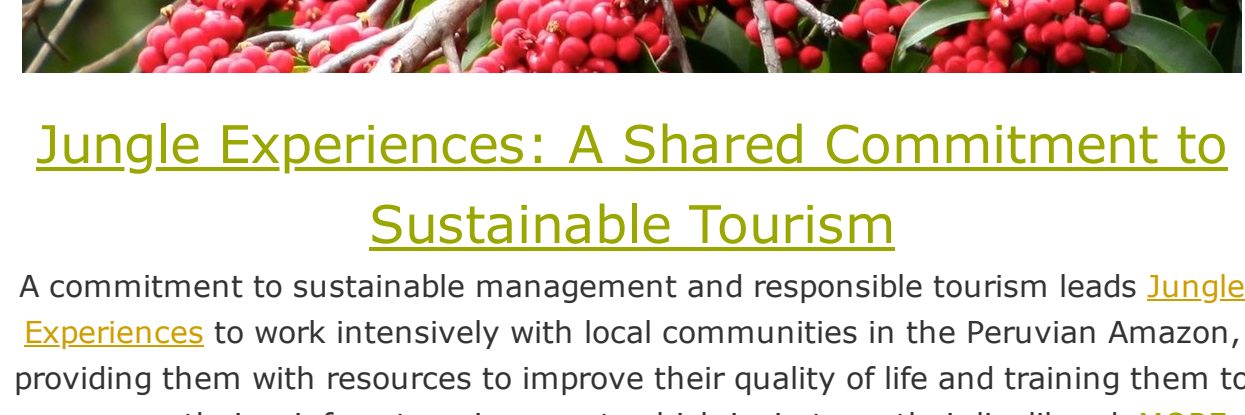 Jungle Experiences: A Shared Commitment to
Sustainable Tourism
A commitment to sustainable management and responsible tourism leads Jungle
Experiences to work intensively with local communities in the Peruvian Amazon,
providing them with resources to improve their quality of life and training them to